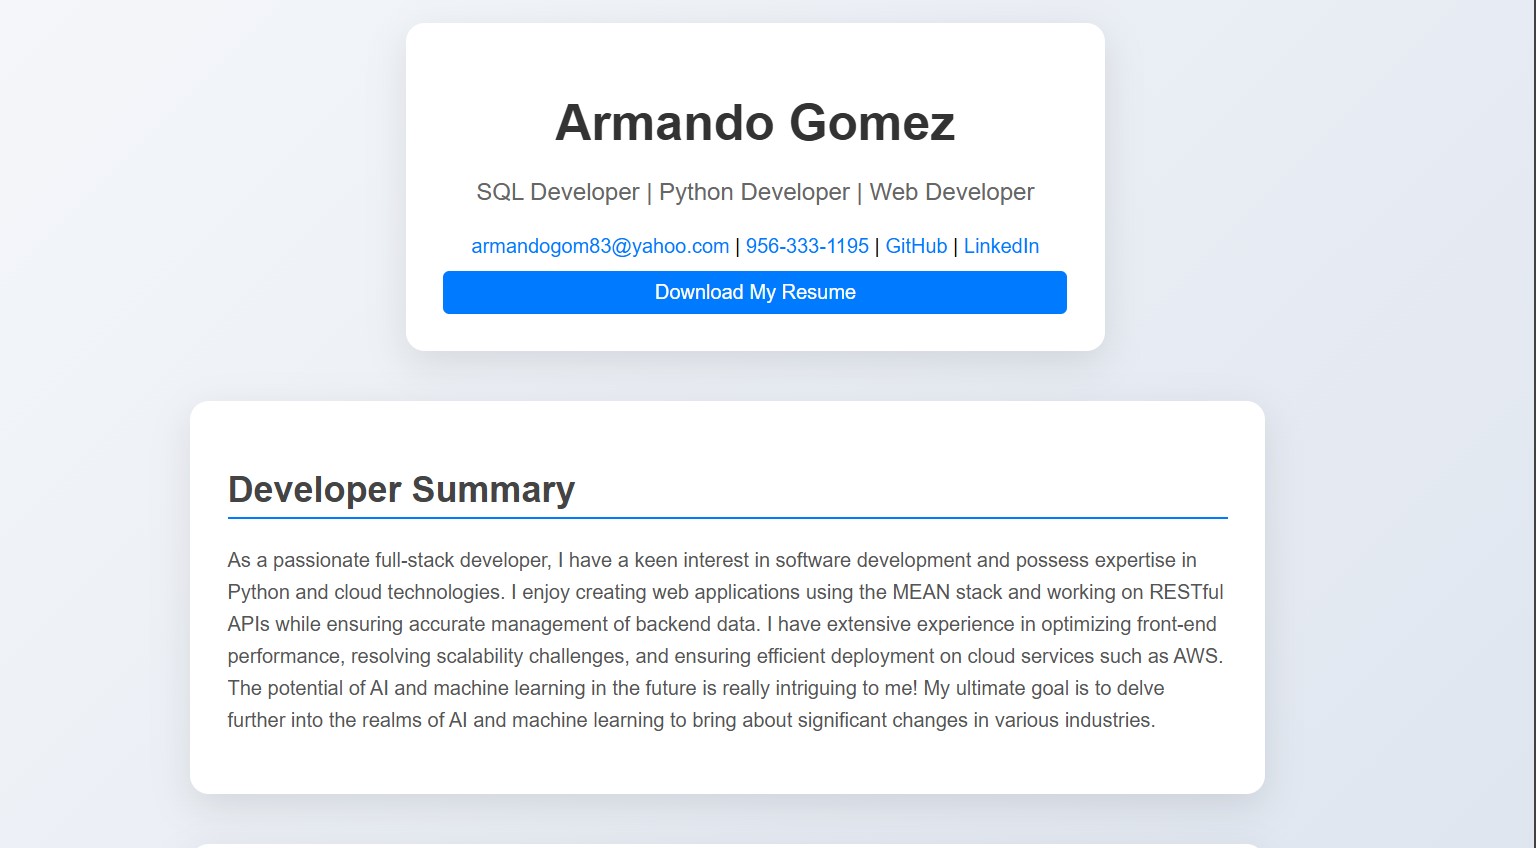 Armando Gomez
SQL Developer | Python Developer | Web Developer
armandogom83@yahoo.com | 956-333-1195 | GitHub | LinkedIn
Download My Resume
Developer Summary
As a passionate full-stack developer, I have a keen interest in software development and possess expertise in
Python and cloud technologies. I enjoy creating web applications using the MEAN stack and working on RESTful
APIs while ensuring accurate management of backend data. I have extensive experience in optimizing front-end
performance, resolving scalability challenges, and ensuring efficient deployment on cloud services such as AWS.
The potential of AI and machine learning in the future is really intriguing to me! My ultimate goal is to delve
further into the realms of AI and machine learning to bring about significant changes in various industries.